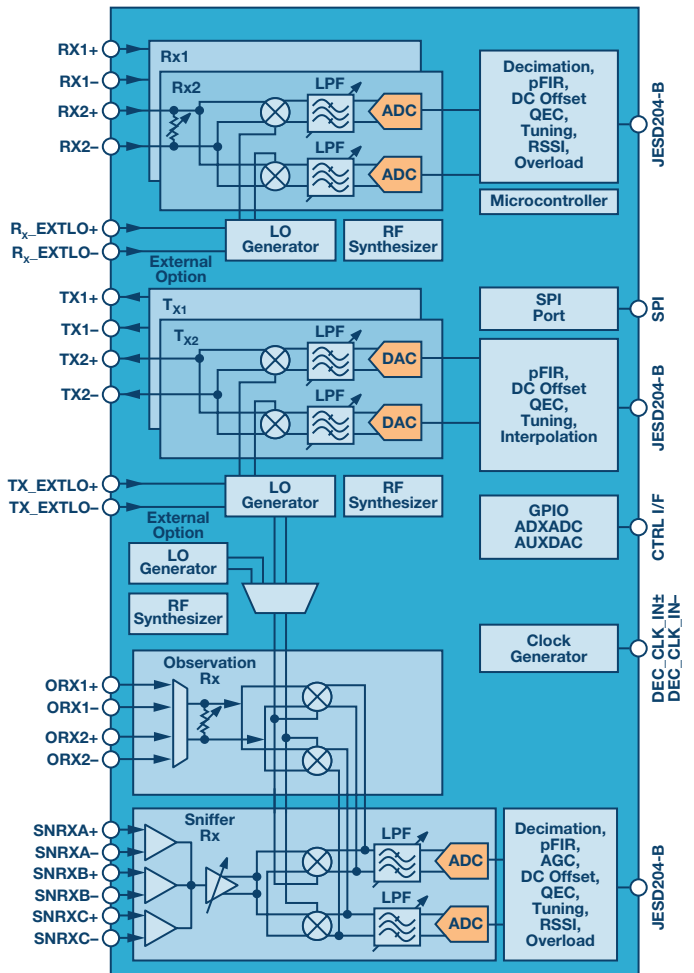 RX1+
RX1–
RX2+
RX2–
Rx1
Rx2
LPF
ADC
LPF
ADC
Decimation,
pFIR,
DC Offset
QEC,
Tuning,
RSSI,
Overload
JESD204-B
Microcontroller
RX_EXTLO+
RX_EXTLO–
External
Option
LO
Generator
RF
Synthesizer
TX1+
TX1–
TX2+
TX2–
TX1
TX2
LPF
DAC
LPF
DAC
SPI
Port
SPI
pFIR,
DC Offset
QEC,
Tuning,
Interpolation
JESD204-B
TX_EXTLO+
TX_EXTLO–
External
Option
LO
Generator
RF
Synthesizer
GPIO
ADXADC
AUXDAC
CTRL I/F
LO
Generator
RF
Synthesizer
Clock
Generator
DEC_CLK_IN±
DEC_CLK_IN–
Observation
Rx
ORX1+
ORX1–
ORX2+
ORX2–
Sniffer
Rx
SNRXA+
SNRXA–
SNRXB+
SNRXB–
SNRXC+
SNRXC–
LPF
ADC
LPF
ADC
Decimation,
pFIR,
AGC,
DC Offset,
QEC,
Tuning,
RSSI,
Overload
JESD204-B